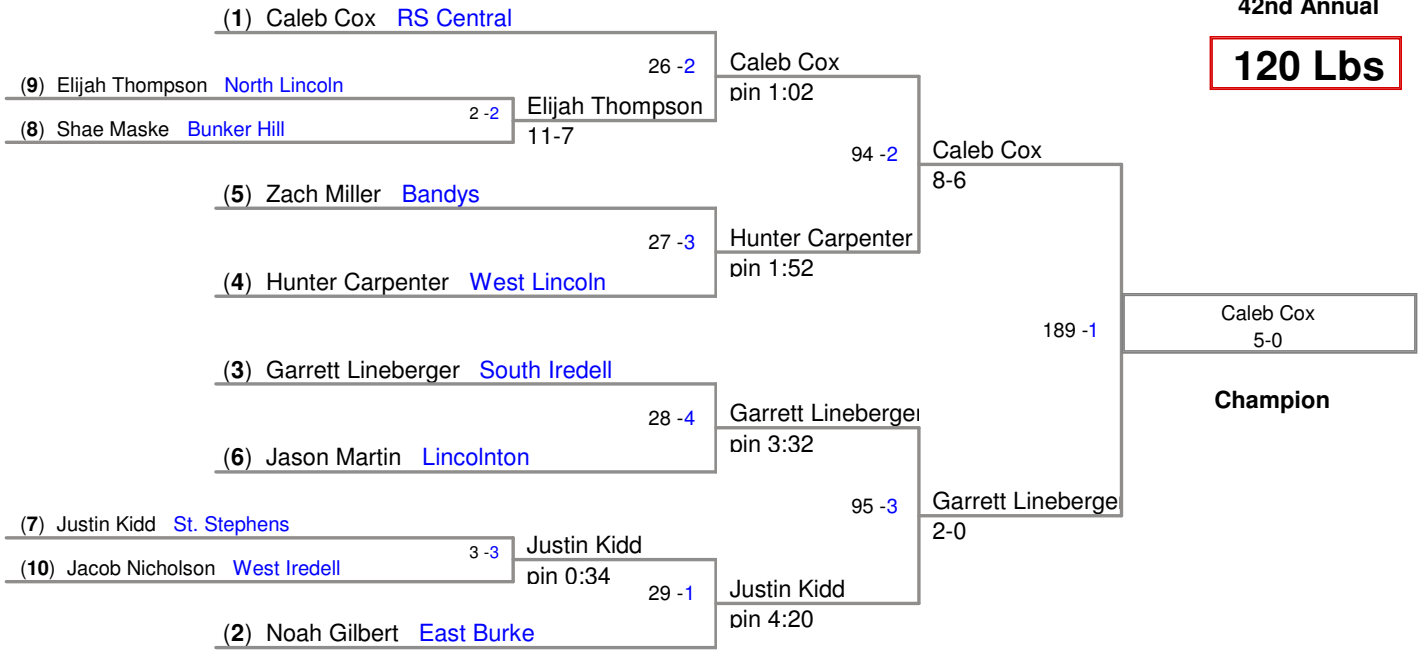 42nd Annual
120 Lbs
(1) Caleb Cox RS Central
26 -2
Caleb Cox
pin 1:02
(9) Elijah Thompson North Lincoln
2 -2
Elijah Thompson
11-7
(8) Shae Maske Bunker Hill
94 -2
Caleb Cox
8-6
(5) Zach Miller Bandys
27 -3
Hunter Carpenter
pin 1:52
(4) Hunter Carpenter West Lincoln
189 -1
Caleb Cox
5-0
Champion
(3) Garrett Lineberger South Iredell
28 -4
Garrett Lineberger
pin 3:32
(6) Jason Martin Lincolnton
95 -3
Garrett Lineberge
2-0
(7) Justin Kidd St. Stephens
3 -3
Justin Kidd
pin 0:34
(10) Jacob Nicholson West Iredell
29 -1
Justin Kidd
pin 4:20
(2) Noah Gilbert East Burke